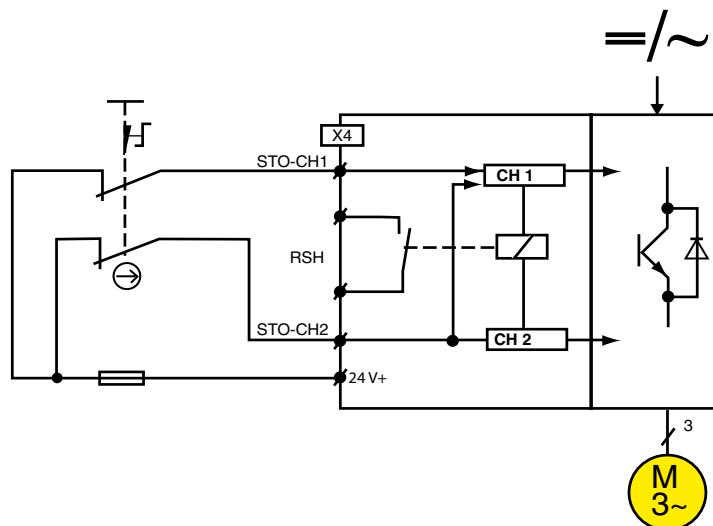 =/~
X4
STO-CH1
CH 1
RSH
STO-CH2
CH 2
24 V+
3
M
3~